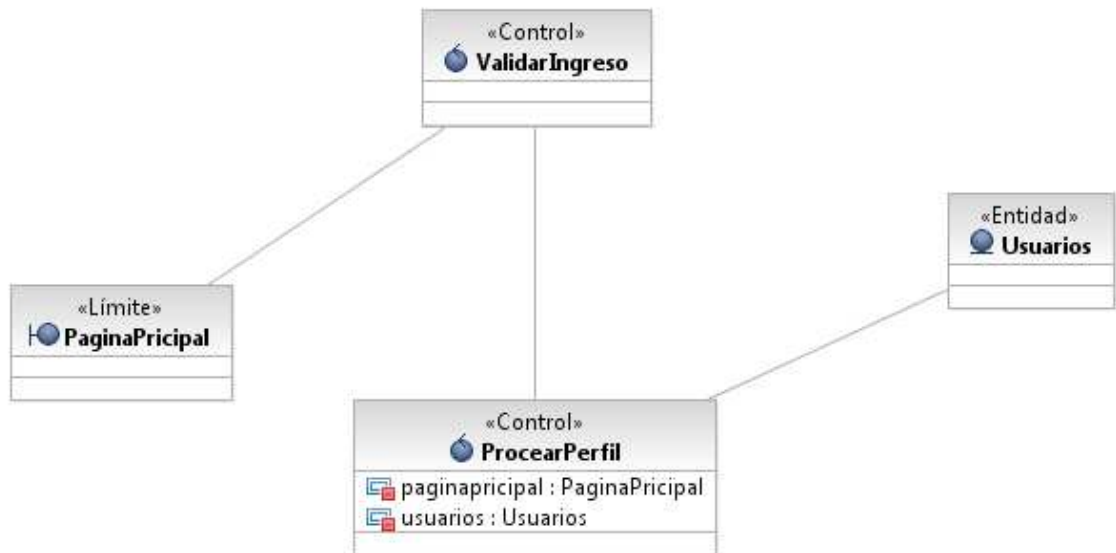 «Control»
ValidarIngreso
«Entidad»
Usuarios
«Límite»
PaginaPricipal
«Control»
ProcearPerfil
paginapricipal : PaginaPricipal
usuarios : Usuarios